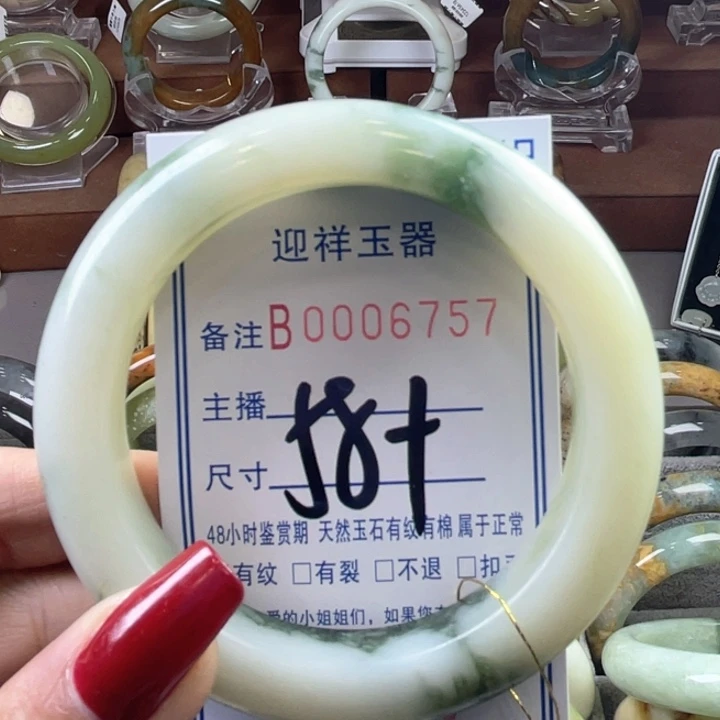 迎祥玉器
备注B0006757
主播
尺寸 58+
48小时鉴赏期 天然玉石有纹有棉 属于正常
有纹 □有裂 □不退 □扣
爱的小姐姐们，如果您